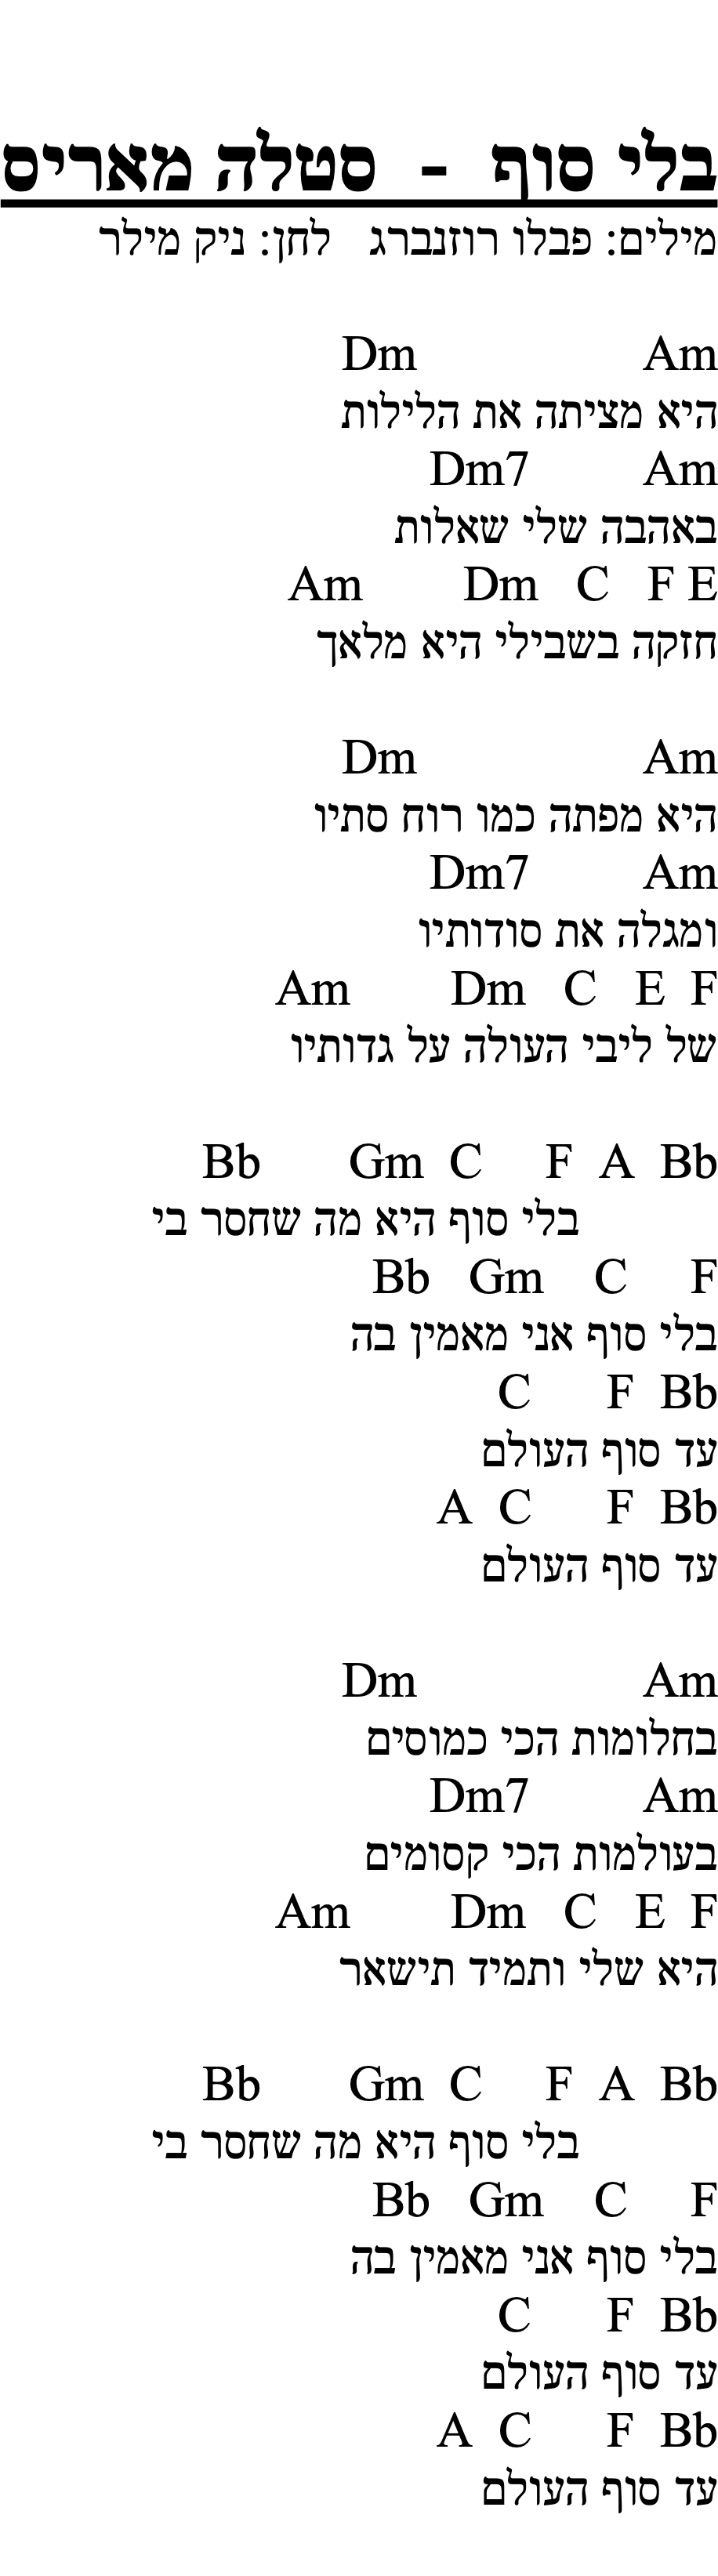 בלי סוף - סטלה מאריס
מילים: פבלו רוזנברג לחן: ניק מילר
Dm Am
היא מציתה את הלילות
Dm7 Am
באהבה שלי שאלות
Am Dm C F E
חזקה בשבילי היא מלאך
Dm Am
היא מפתה כמו רוח סתיו
Dm7 Am
ומגלה את סודותיו
Am Dm C E F
של ליבי העולה על גדותיו
Bb Gm C F A Bb
בלי סוף היא מה שחסר בי
Bb Gm C F
בלי סוף אני מאמין בה
C F Bb
עד סוף העולם
A C F Bb
עד סוף העולם
Dm Am
בחלומות הכי כמוסים
Dm7 Am
בעולמות הכי קסומים
Am Dm C E F
היא שלי ותמיד תישאר
Bb Gm C F A Bb
בלי סוף היא מה שחסר בי
Bb Gm C F
בלי סוף אני מאמין בה
C F Bb
עד סוף העולם
A C F Bb
עד סוף העולם